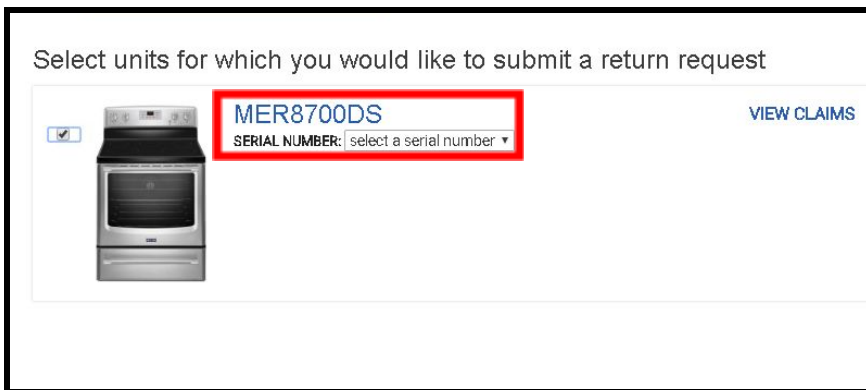 Select units for which you would like to submit a return request
MER8700DS
VIEW CLAIMS
SERIAL NUMBER: select a serial number